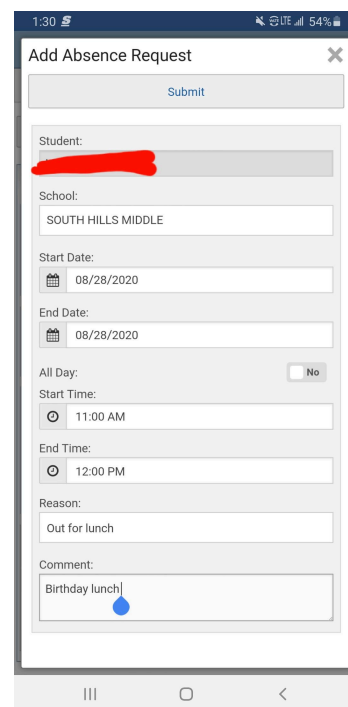 1:30 LTE 54%
Add Absence Request
Submit
Student:
School:
SOUTH HILLS MIDDLE
Start Date:
08/28/2020
End Date:
08/28/2020
All Day:
No
Start Time:
11:00 AM
End Time:
12:00 PM
Reason:
Out for lunch
Comment:
Birthday lunch